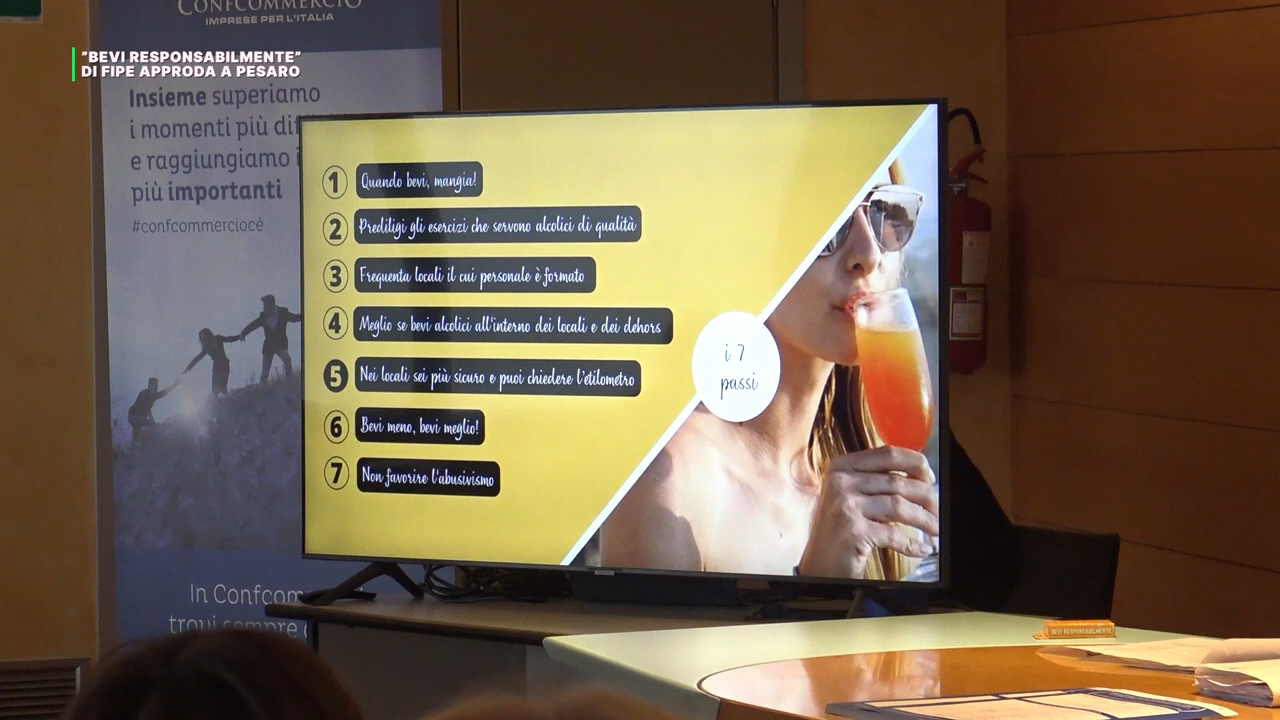 CONFCOMMERCIO
IMPRESE PER L'ITALIA
"BEVI RESPONSABILMENTE"
DI FIPE APPRODA A PESARO
Insieme superiamo
i momenti più
e raggiungiamo
più importanti
#confcommerciocè
In Confcom
trovi sempre
1 Quando bevi, mangia!
2 Prediligi gli esercizi che servono alcolici di qualità
3 Frequenta locali il cui personale è formato
4 Meglio se bevi alcolici all'interno dei locali e dei dehors
5 Nei locali sei più sicuro e puoi chiedere l'etilometro
6 Bevi meno, bevi meglio!
7 Non favorire l'abusivismo
i 7
passi
BEVI RESPONSABILMENTE